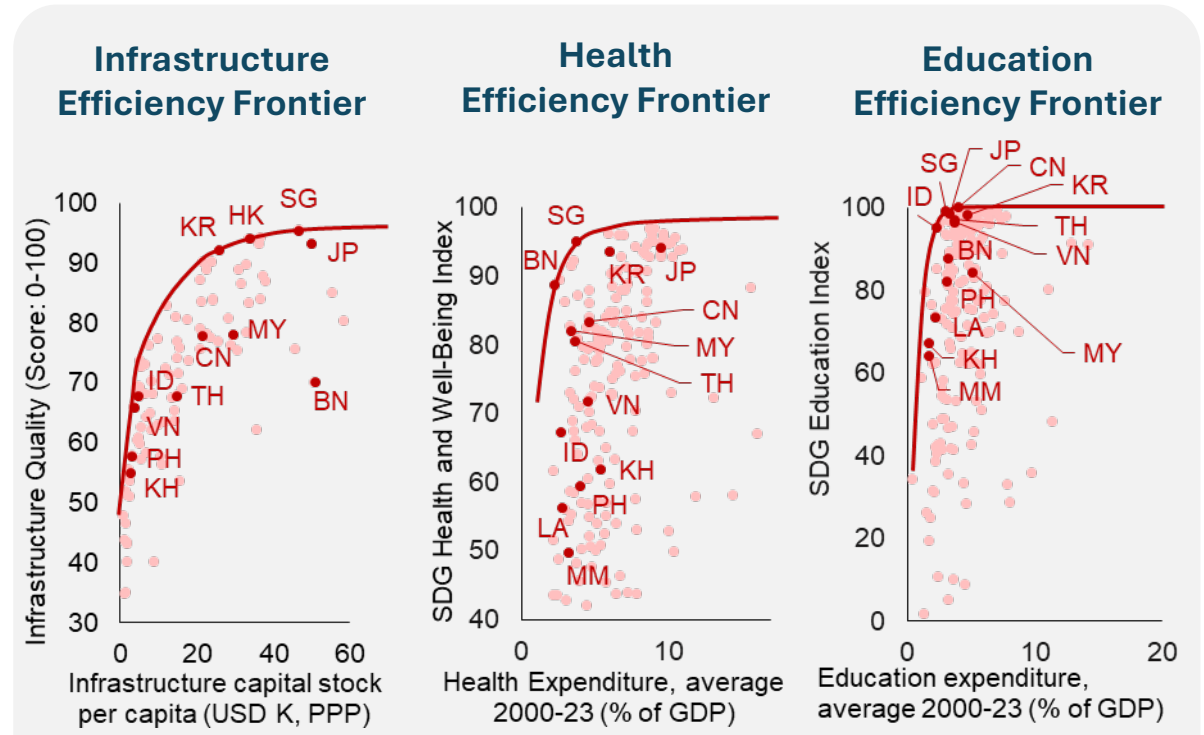 Infrastructure
Efficiency Frontier
Infrastructure Quality (Score: 0-100)
100
90
80
70
60
50
40
30
0
20
40
60
KR
HK
SG
JP
MY
CN
ID
TH
BN
VN
PH
KH
Infrastructure capital stock
per capita (USD K, PPP)
Health
Efficiency Frontier
SDG Health and Well-Being Index
100
90
80
70
60
50
40
0
10
SG
BN
KR
JP
CN
MY
TH
VN
ID
KH
PH
LA
MM
Health Expenditure, average
2000-23 (% of GDP)
Education
Efficiency Frontier
SDG Education Index
100
80
60
40
20
0
0
10
20
JP
SG
CN
KR
ID
TH
BN
VN
PH
LA
MY
KH
MM
Education expenditure,
average 2000-23 (% of GDP)